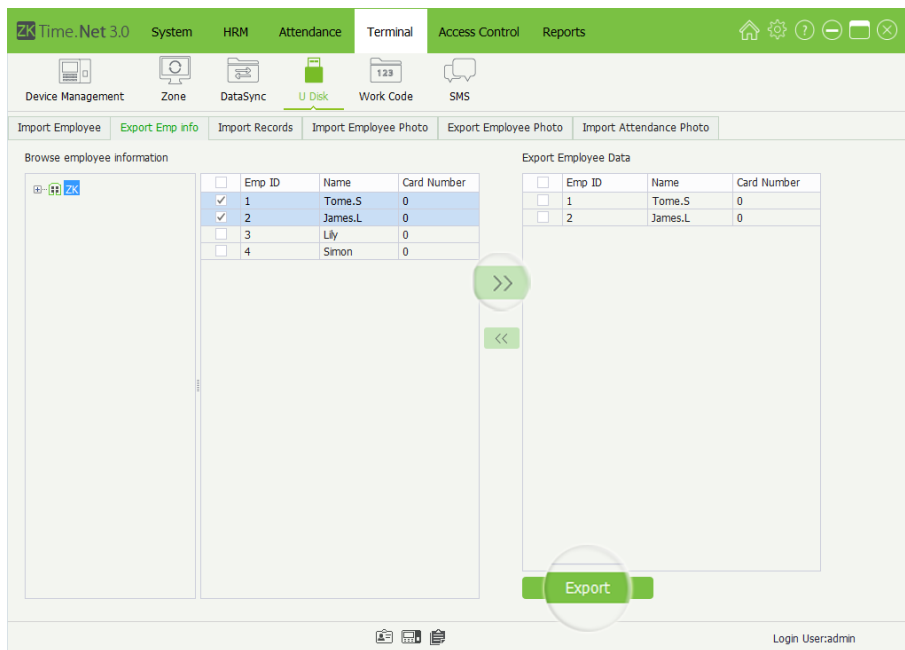 ZK Time.Net 3.0 System HRM Attendance Terminal Access Control Reports ?
123
Device Management Zone DataSync U Disk Work Code SMS
Import Employee Export Emp info Import Records Import Employee Photo Export Employee Photo Import Attendance Photo
Browse employee information Export Employee Data
ZK
Emp ID Name Card Number Emp ID Name Card Number
1 Tome.S 0 1 Tome.S 0
2 James.L 0 2 James.L 0
3 Lily 0
4 Simon 0
>>
<<
Export
Login User:admin